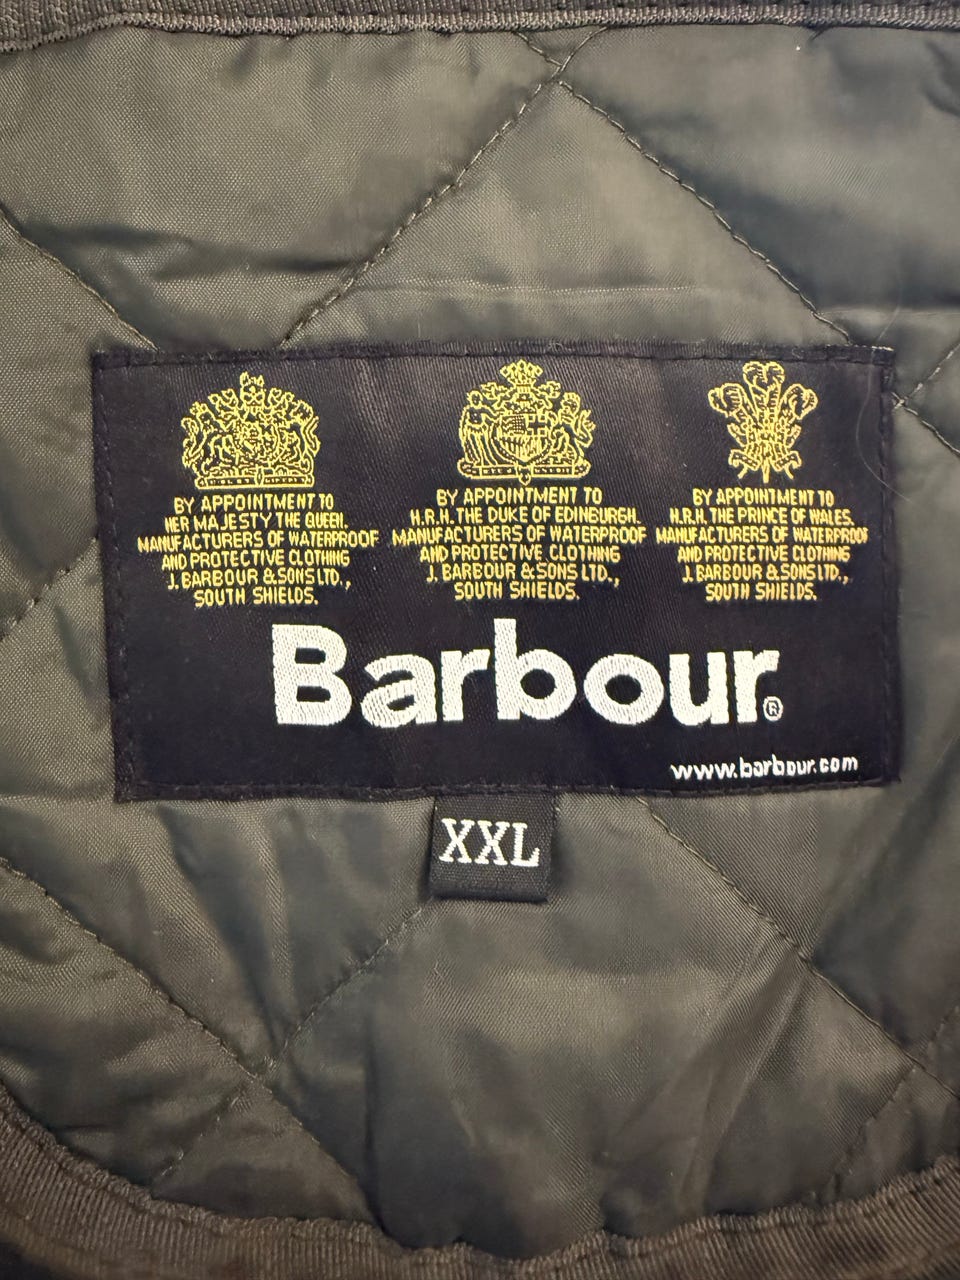 BY APPOINTMENT TO
HER MAJESTY THE QUEEN.
MANUFACTURERS OF WATERPROOF
AND PROTECTIVE CLOTHING
J. BARBOUR & SONS LTD.,
SOUTH SHIELDS.
BY APPOINTMENT TO
H.R.H. THE DUKE OF EDINBURGH.
MANUFACTURERS OF WATERPROOF
AND PROTECTIVE CLOTHING
J. BARBOUR & SONS LTD.,
SOUTH SHIELDS.
BY APPOINTMENT TO
H.R.H. THE PRINCE OF WALES.
MANUFACTURERS OF WATERPROOF
AND PROTECTIVE CLOTHING
J. BARBOUR & SONS LTD.,
SOUTH SHIELDS.
Barbour®
www.barbour.com
XXL